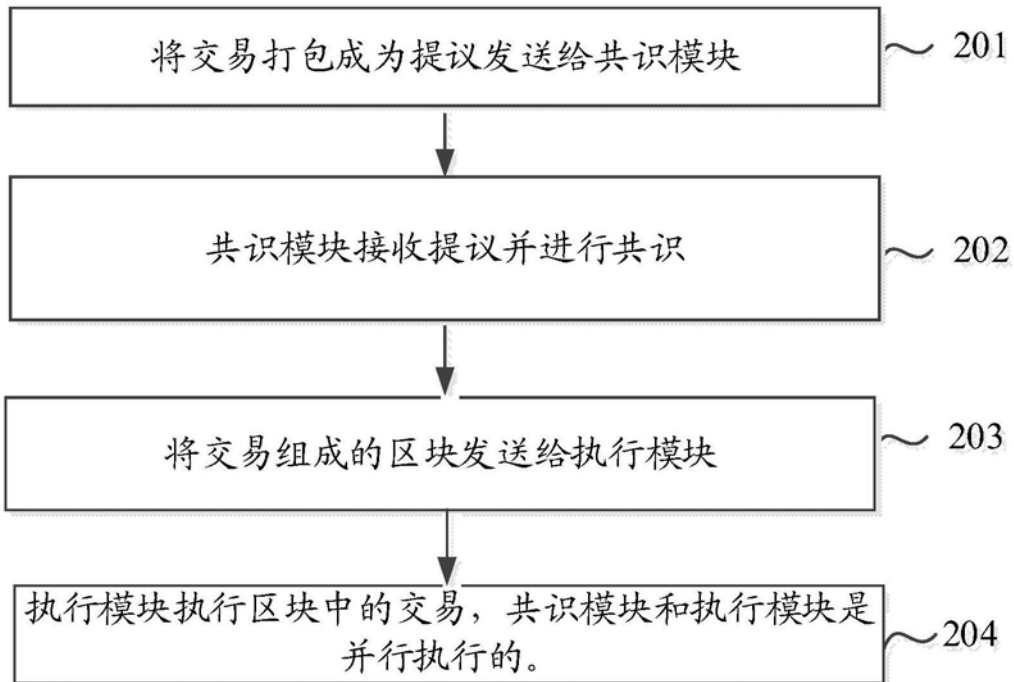 将交易打包成为提议发送给共识模块
201
共识模块接收提议并进行共识
202
将交易组成的区块发送给执行模块
203
执行模块执行区块中的交易，共识模块和执行模块是
并行执行的。
204